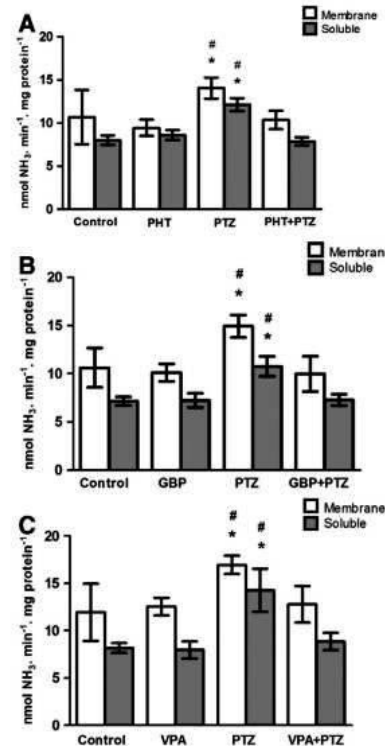 Membrane
Soluble
A
20
15
10
5
0
nmol NH₃. min⁻¹. mg protein⁻¹
# #
* *
Control PHT PTZ PHT+PTZ
Membran
Soluble
B
20
15
10
5
0
nmol NH₃. min⁻¹. mg protein⁻¹
#
* #
*
Control GBP PTZ GBP+PTZ
Membrane
Soluble
C
20
15
10
5
0
nmol NH₃. min⁻¹. mg protein⁻¹
# #
* *
Control VPA PTZ VPA+PTZ